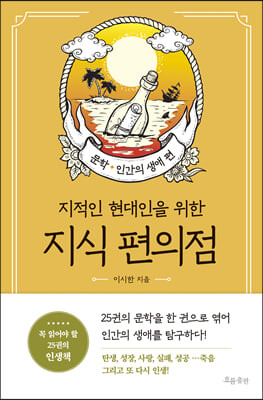 문학·인간의 생애 편
지적인 현대인을 위한
지식 편의점
이시한 지음
★★★★★
꼭 읽어야 할
25권의
인생책
25권의 문학을 한 권으로 엮어
인간의 생애를 탐구하다!
탄생, 성장, 사랑, 실패, 성공 …죽음
그리고 또 다시 인생!
흐름출판